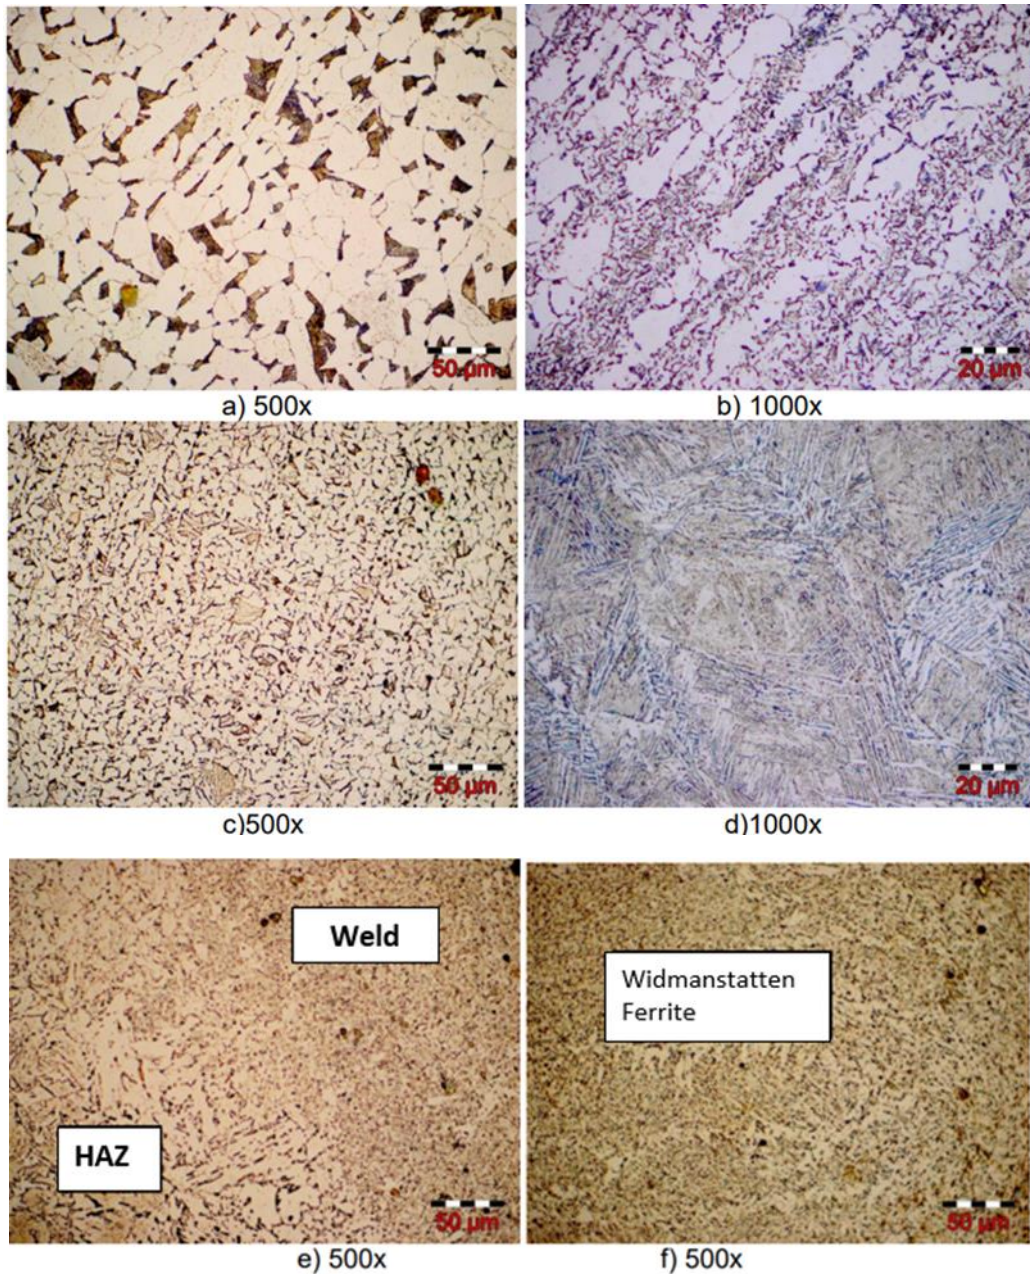 50 µm
20 µm
a) 500x
b) 1000x
50 µm
20 µm
c)500x
d)1000x
Weld
HAZ
50 µm
Widmanstatten
Ferrite
50 µm
e) 500x
f) 500x